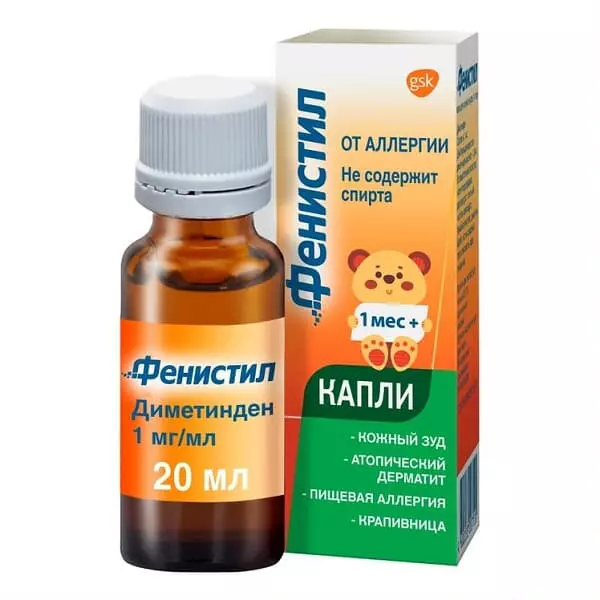 Фенистил
Диметинден
1 мг/мл
20 мл
gsk
Фенистил
ОТ АЛЛЕРГИИ
Не содержит
спирта
1 мес +
КАПЛИ
- КОЖНЫЙ ЗУД
- АТОПИЧЕСКИЙ
ДЕРМАТИТ
- ПИЩЕВАЯ АЛЛЕРГИЯ
- КРАПИВНИЦА
Фенистил